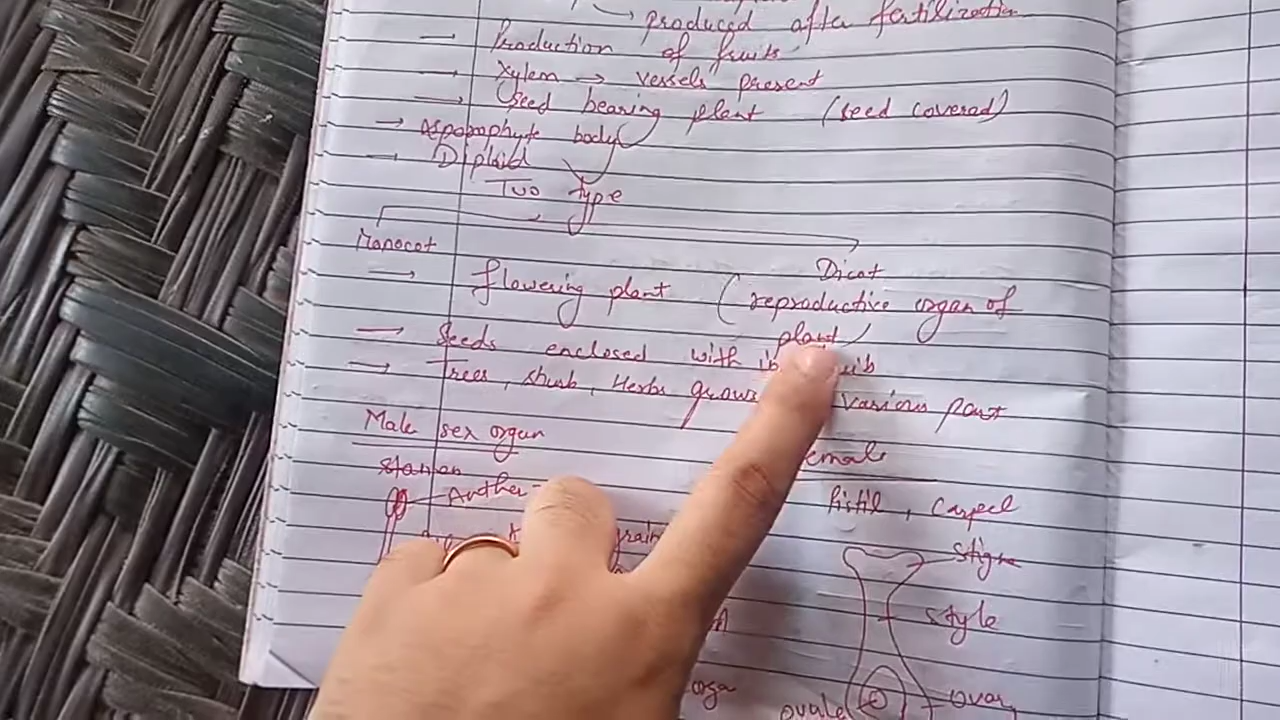 produced after fertilization
— Production of fruits
— Xylem → vessels present
— Seed bearing plant (seed covered)
→ Asporophyte body
— Diploid
Two type
Monocot
Dicot
→ flowering plant (reproductive organ of
plant)
→ Seeds enclosed with
→ Trees, shurb, Herbs grows various part
Male sex organ
Pistil, Carpel
Anther
stigma
style
ovule
ovary